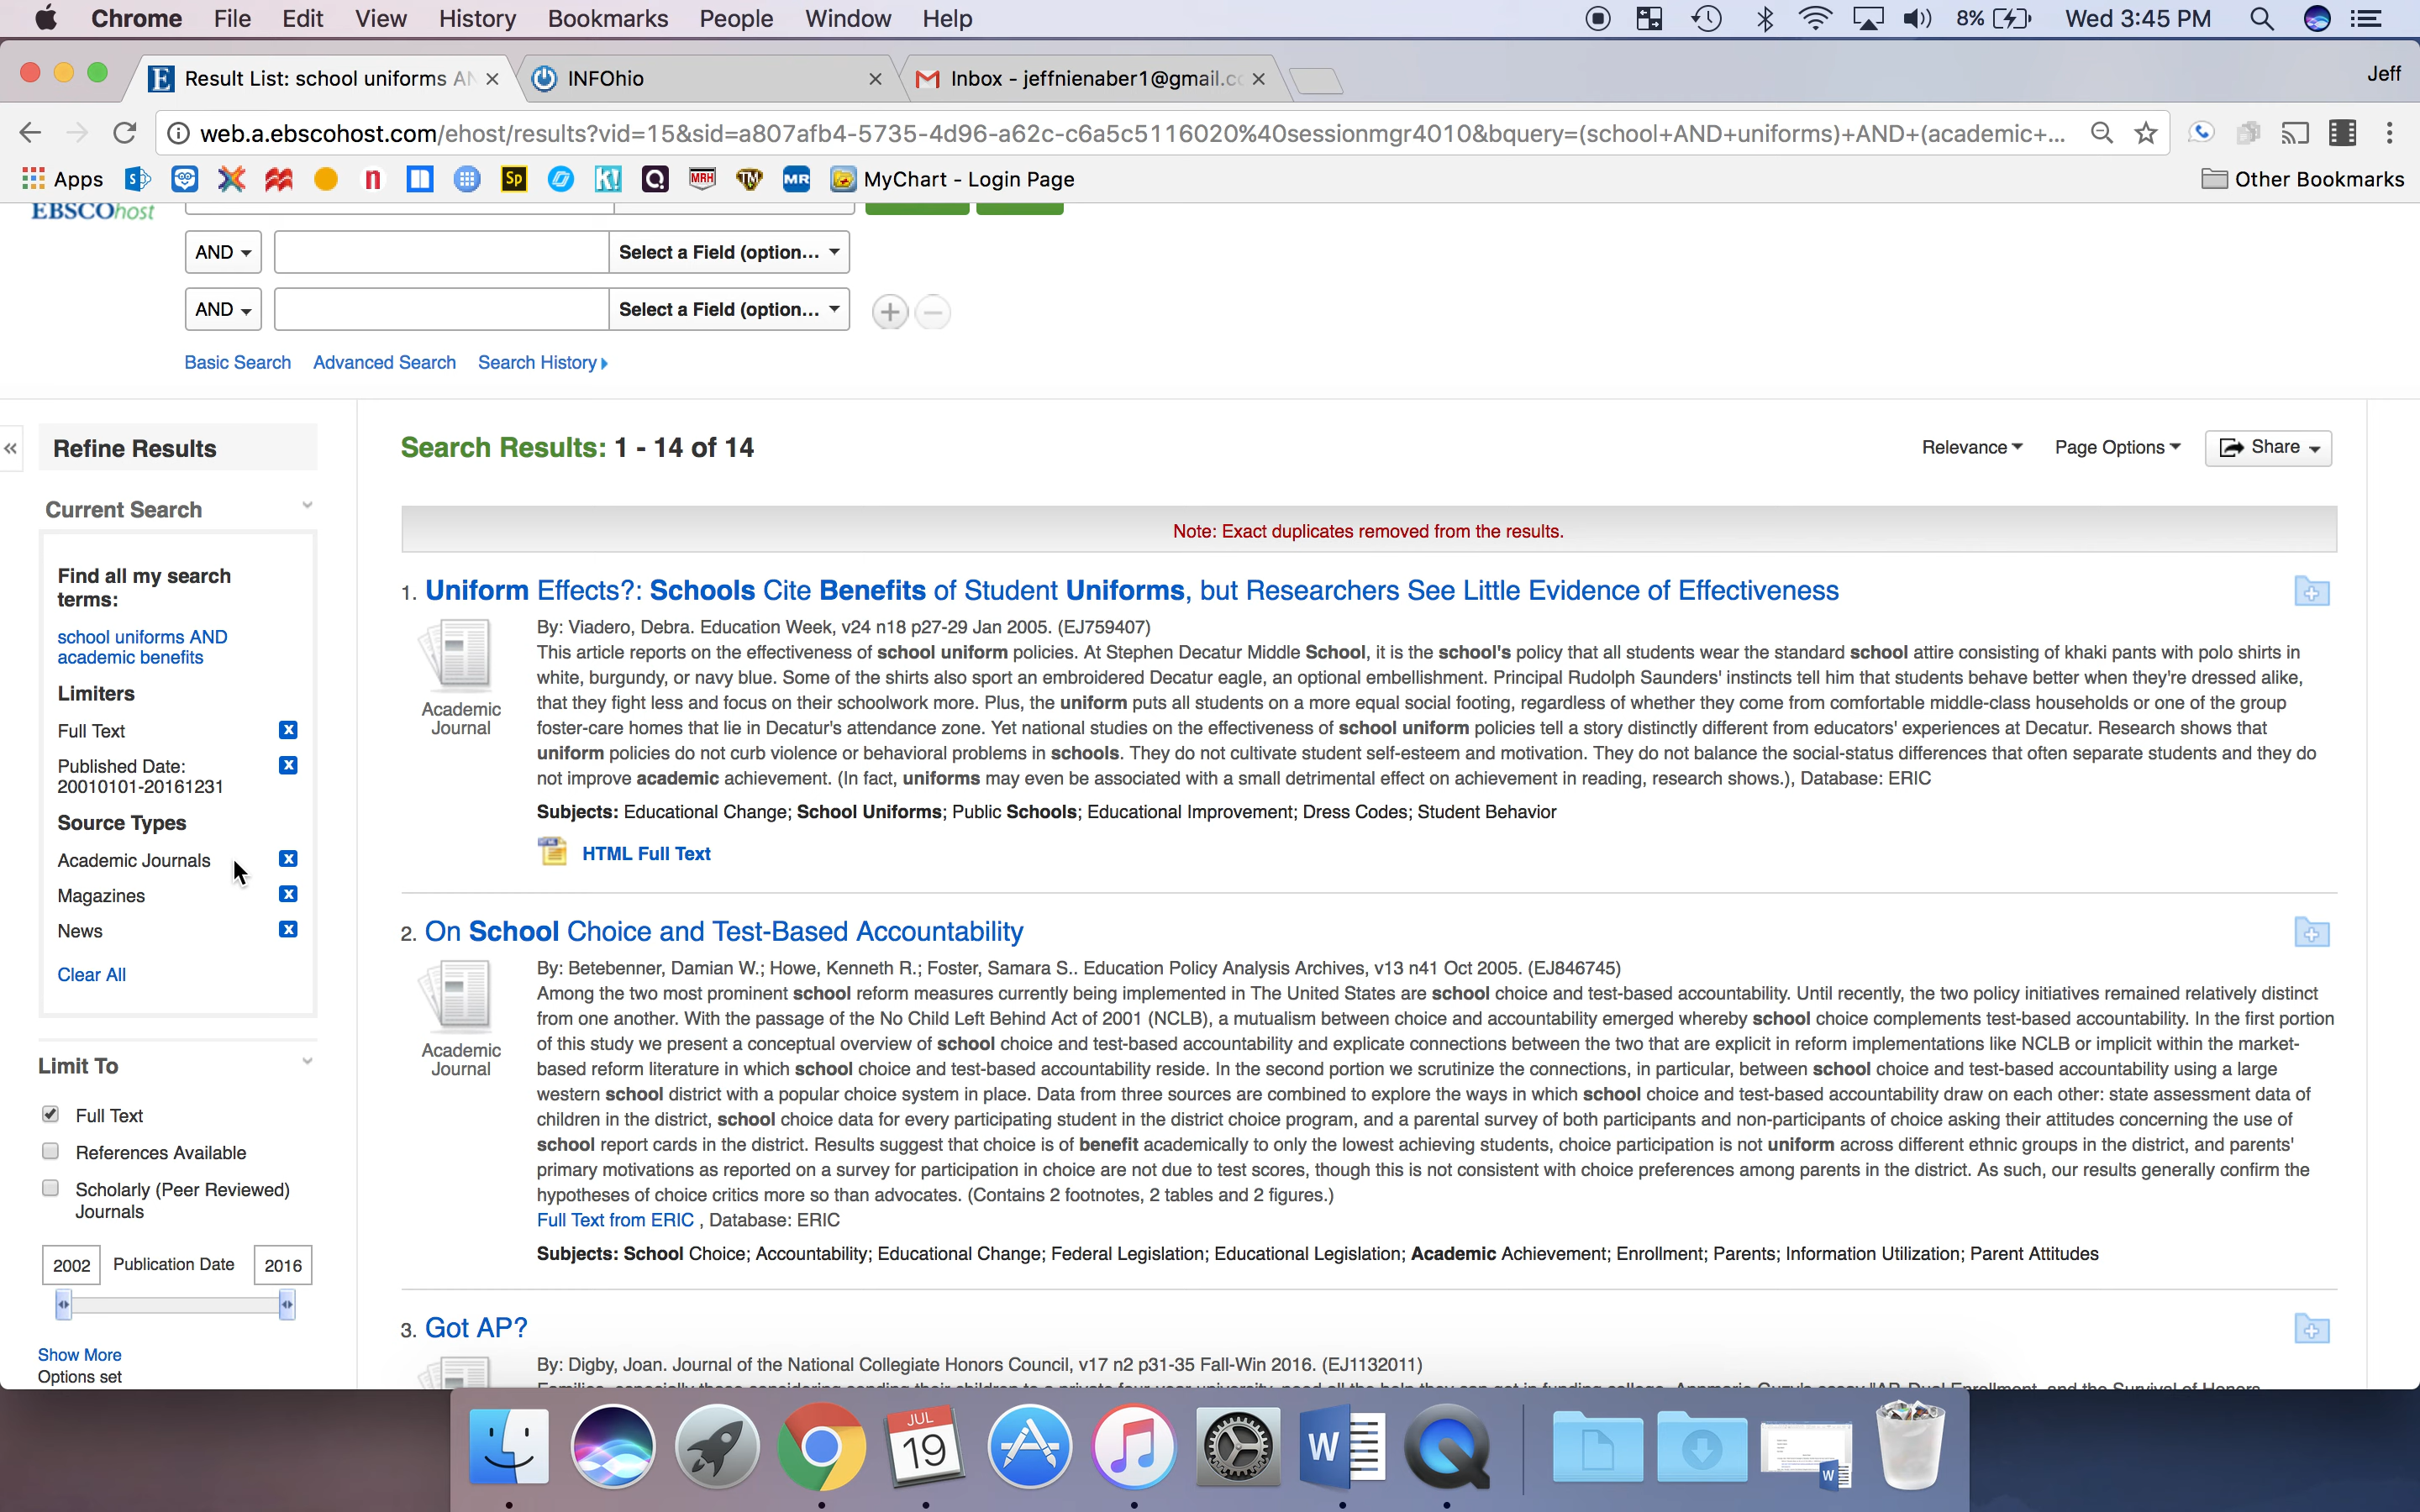 Chrome File Edit View History Bookmarks People Window Help 8% Wed 3:45 PM
Result List: school uniforms AN INFOhio Inbox - jeffnienaber1@gmail.co Jeff
web.a.ebscohost.com/ehost/results?vid=15&sid=a807afb4-5735-4d96-a62c-c6a5c5116020%40sessionmgr4010&bquery=(school+AND+uniforms)+AND+(academic+...
Apps S Sp K! Q MRH TM MR MyChart - Login Page Other Bookmarks
EBSCOhost
AND Select a Field (option...
AND Select a Field (option...
Basic Search Advanced Search Search History
Refine Results
Current Search
Find all my search
terms:
school uniforms AND
academic benefits
Limiters
Full Text
Published Date:
20010101-20161231
Source Types
Academic Journals
Magazines
News
Clear All
Limit To
Full Text
References Available
Scholarly (Peer Reviewed)
Journals
2002 Publication Date 2016
Show More
Options set
Search Results: 1 - 14 of 14
Relevance Page Options Share
Note: Exact duplicates removed from the results.
1. Uniform Effects?: Schools Cite Benefits of Student Uniforms, but Researchers See Little Evidence of Effectiveness
Academic
Journal
By: Viadero, Debra. Education Week, v24 n18 p27-29 Jan 2005. (EJ759407)
This article reports on the effectiveness of school uniform policies. At Stephen Decatur Middle School, it is the school's policy that all students wear the standard school attire consisting of khaki pants with polo shirts in
white, burgundy, or navy blue. Some of the shirts also sport an embroidered Decatur eagle, an optional embellishment. Principal Rudolph Saunders' instincts tell him that students behave better when they're dressed alike,
that they fight less and focus on their schoolwork more. Plus, the uniform puts all students on a more equal social footing, regardless of whether they come from comfortable middle-class households or one of the group
foster-care homes that lie in Decatur's attendance zone. Yet national studies on the effectiveness of school uniform policies tell a story distinctly different from educators' experiences at Decatur. Research shows that
uniform policies do not curb violence or behavioral problems in schools. They do not cultivate student self-esteem and motivation. They do not balance the social-status differences that often separate students and they do
not improve academic achievement. (In fact, uniforms may even be associated with a small detrimental effect on achievement in reading, research shows.), Database: ERIC
Subjects: Educational Change; School Uniforms; Public Schools; Educational Improvement; Dress Codes; Student Behavior
HTML Full Text
2. On School Choice and Test-Based Accountability
Academic
Journal
By: Betebenner, Damian W.; Howe, Kenneth R.; Foster, Samara S.. Education Policy Analysis Archives, v13 n41 Oct 2005. (EJ846745)
Among the two most prominent school reform measures currently being implemented in The United States are school choice and test-based accountability. Until recently, the two policy initiatives remained relatively distinct
from one another. With the passage of the No Child Left Behind Act of 2001 (NCLB), a mutualism between choice and accountability emerged whereby school choice complements test-based accountability. In the first portion
of this study we present a conceptual overview of school choice and test-based accountability and explicate connections between the two that are explicit in reform implementations like NCLB or implicit within the market-
based reform literature in which school choice and test-based accountability reside. In the second portion we scrutinize the connections, in particular, between school choice and test-based accountability using a large
western school district with a popular choice system in place. Data from three sources are combined to explore the ways in which school choice and test-based accountability draw on each other: state assessment data of
children in the district, school choice data for every participating student in the district choice program, and a parental survey of both participants and non-participants of choice asking their attitudes concerning the use of
school report cards in the district. Results suggest that choice is of benefit academically to only the lowest achieving students, choice participation is not uniform across different ethnic groups in the district, and parents'
primary motivations as reported on a survey for participation in choice are not due to test scores, though this is not consistent with choice preferences among parents in the district. As such, our results generally confirm the
hypotheses of choice critics more so than advocates. (Contains 2 footnotes, 2 tables and 2 figures.)
Full Text from ERIC , Database: ERIC
Subjects: School Choice; Accountability; Educational Change; Federal Legislation; Educational Legislation; Academic Achievement; Enrollment; Parents; Information Utilization; Parent Attitudes
3. Got AP?
By: Digby, Joan. Journal of the National Collegiate Honors Council, v17 n2 p31-35 Fall-Win 2016. (EJ1132011)
JUL
19
W
W